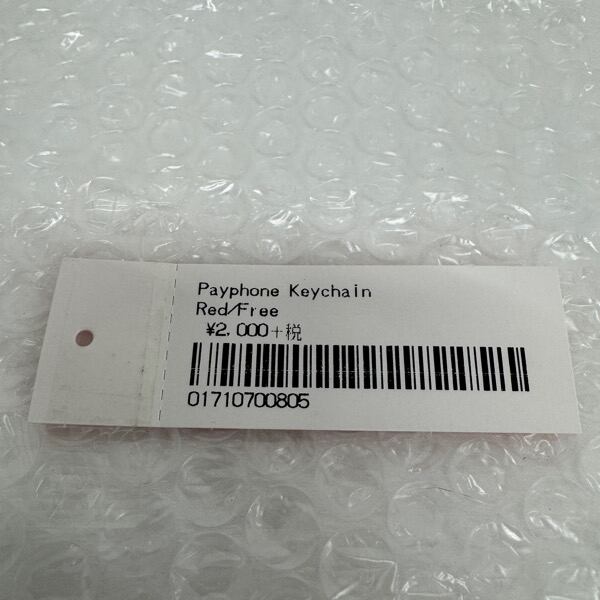 Payphone Keychain
Red/Free
¥2,000+税
01710700805